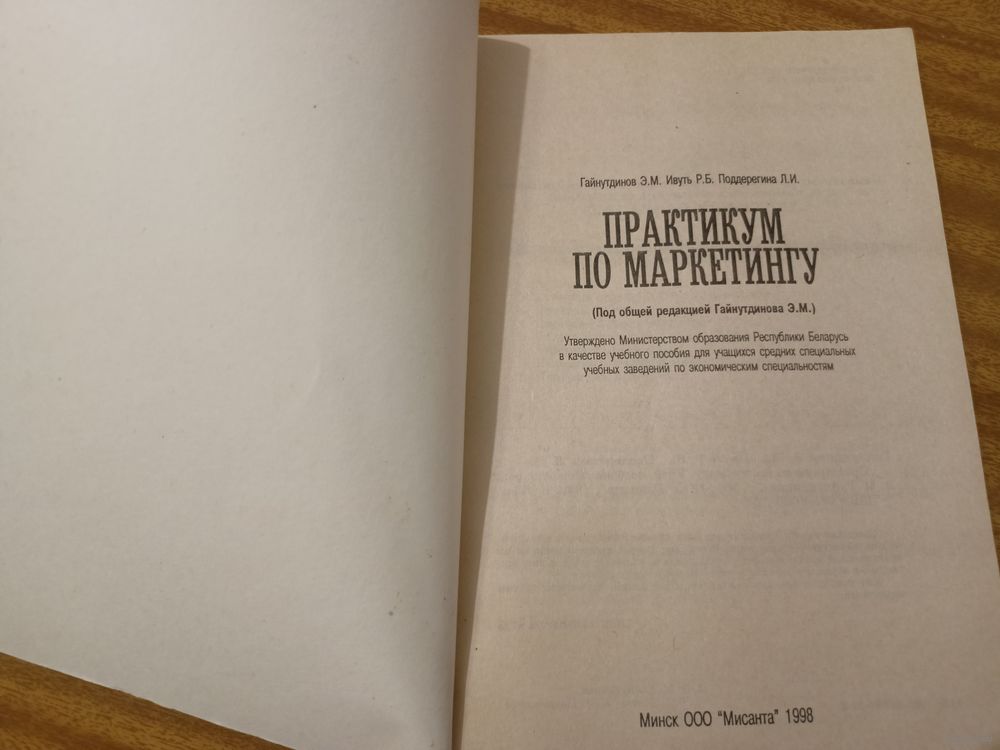 Гайнутдинов Э.М. Ивуть Р.Б. Поддерегина Л.И.
ПРАКТИКУМ
ПО МАРКЕТИНГУ
(Под общей редакцией Гайнутдинова Э.М.)
Утверждено Министерством образования Республики Беларусь
в качестве учебного пособия для учащихся средних специальных
учебных заведений по экономическим специальностям
Минск ООО "Мисанта" 1998